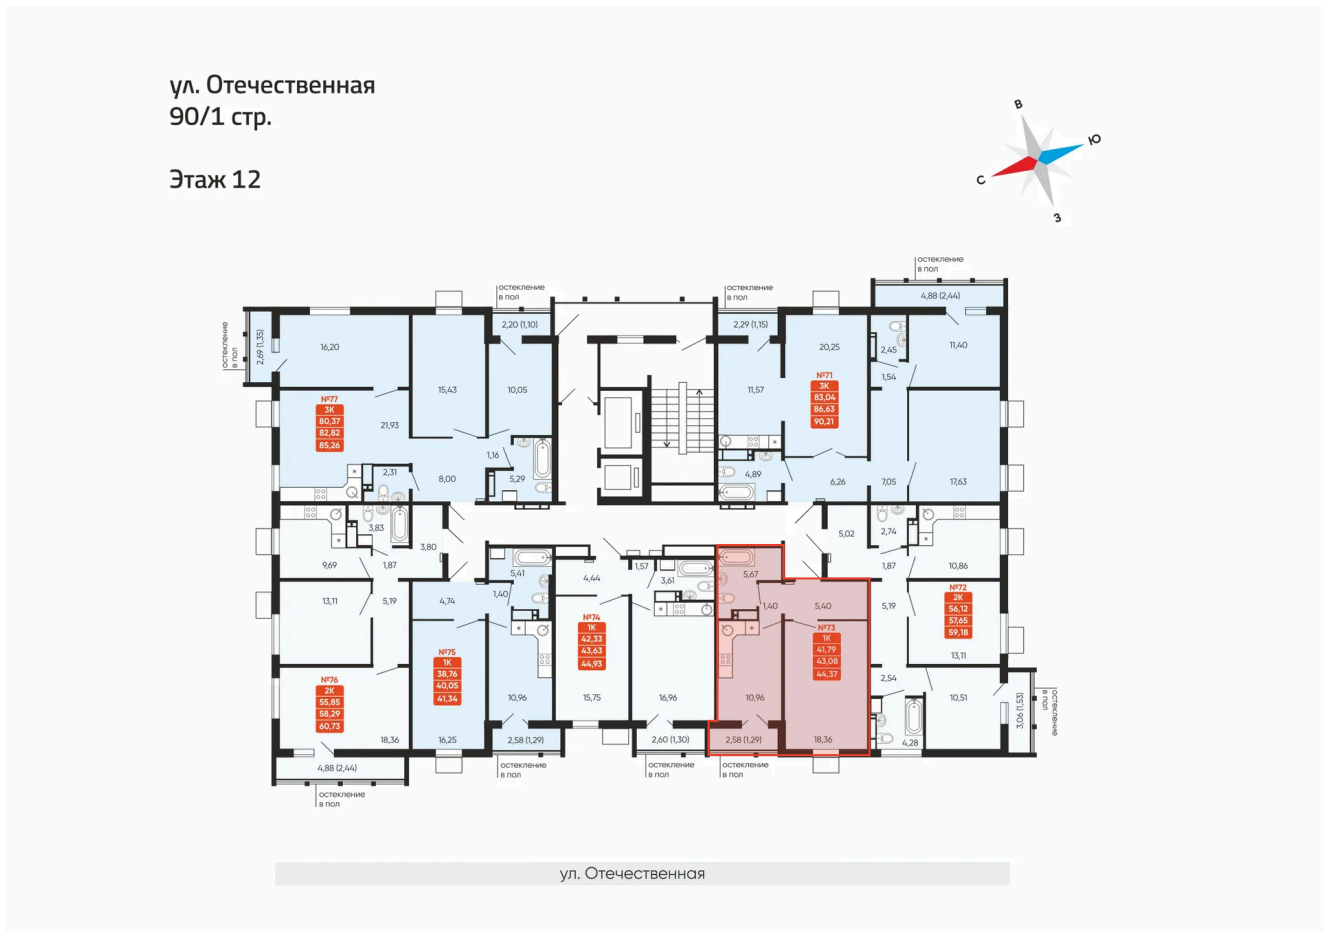 ул. Отечественная
90/1 стр.
Этаж 12
В
Ю
С
З
остекление
в пол
4,88 (2,44)
остекление
в пол
2,20 (1,10)
остекление
в пол
2,29 (1,15)
остекление
в пол
2,69 (1,35)
16,20
15,43
10,05
№77
3К
80,37
82,82
85,26
21,93
2,31
8,00
1,16
5,29
11,57
20,25
№71
3К
83,04
86,63
90,21
2,45
1,54
11,40
4,89
6,26
7,05
17,63
3,83
9,69
1,87
3,80
13,11
5,19
№76
2К
55,85
58,29
60,73
18,36
4,88 (2,44)
остекление
в пол
4,74
5,41
1,40
№75
1К
38,76
40,05
41,34
16,25
10,96
2,58 (1,29)
остекление
в пол
4,44
1,57
3,61
№74
1К
42,33
43,63
44,93
15,75
16,96
2,60 (1,30)
остекление
в пол
5,67
1,40
5,40
№73
1К
41,79
43,08
44,37
10,96
18,36
2,58 (1,29)
остекление
в пол
5,02
2,74
1,87
10,86
5,19
№72
2К
56,12
57,65
59,18
13,11
2,54
10,51
4,28
3,06 (1,53)
остекление
в пол
ул. Отечественная